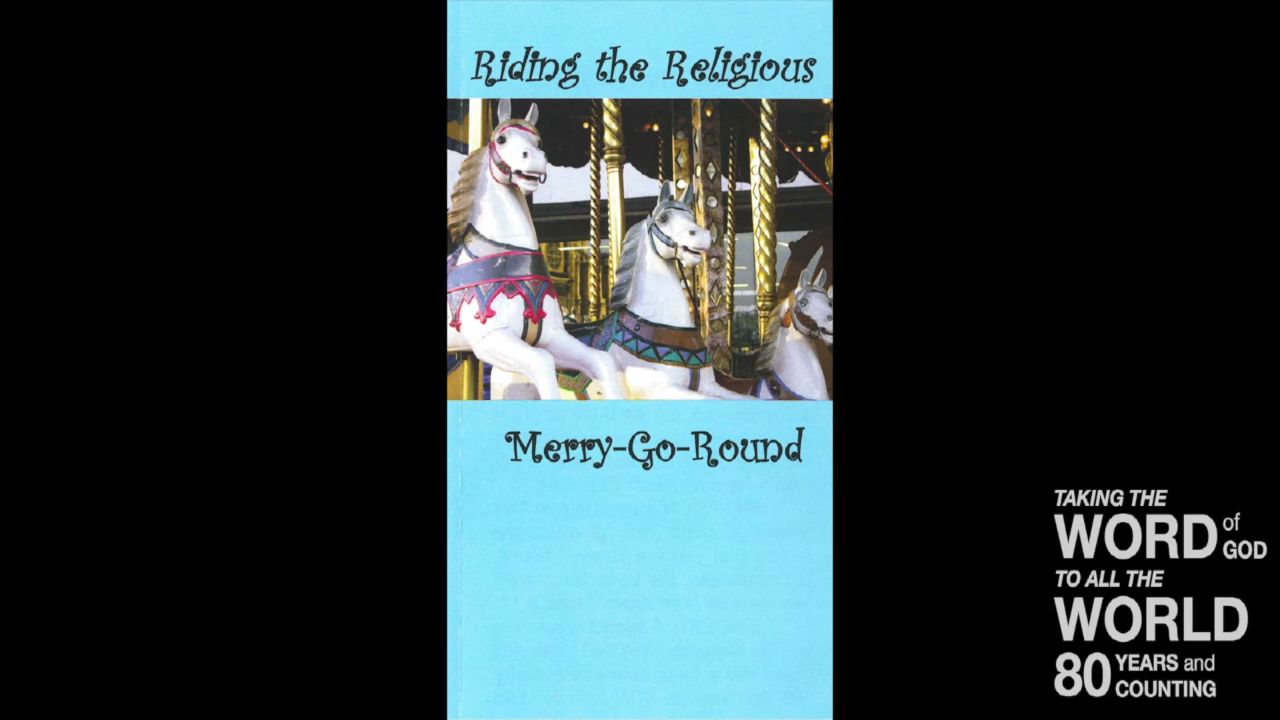 Riding the Religious
Merry-Go-Round
TAKING THE
WORD of GOD
TO ALL THE
WORLD
80 YEARS and COUNTING